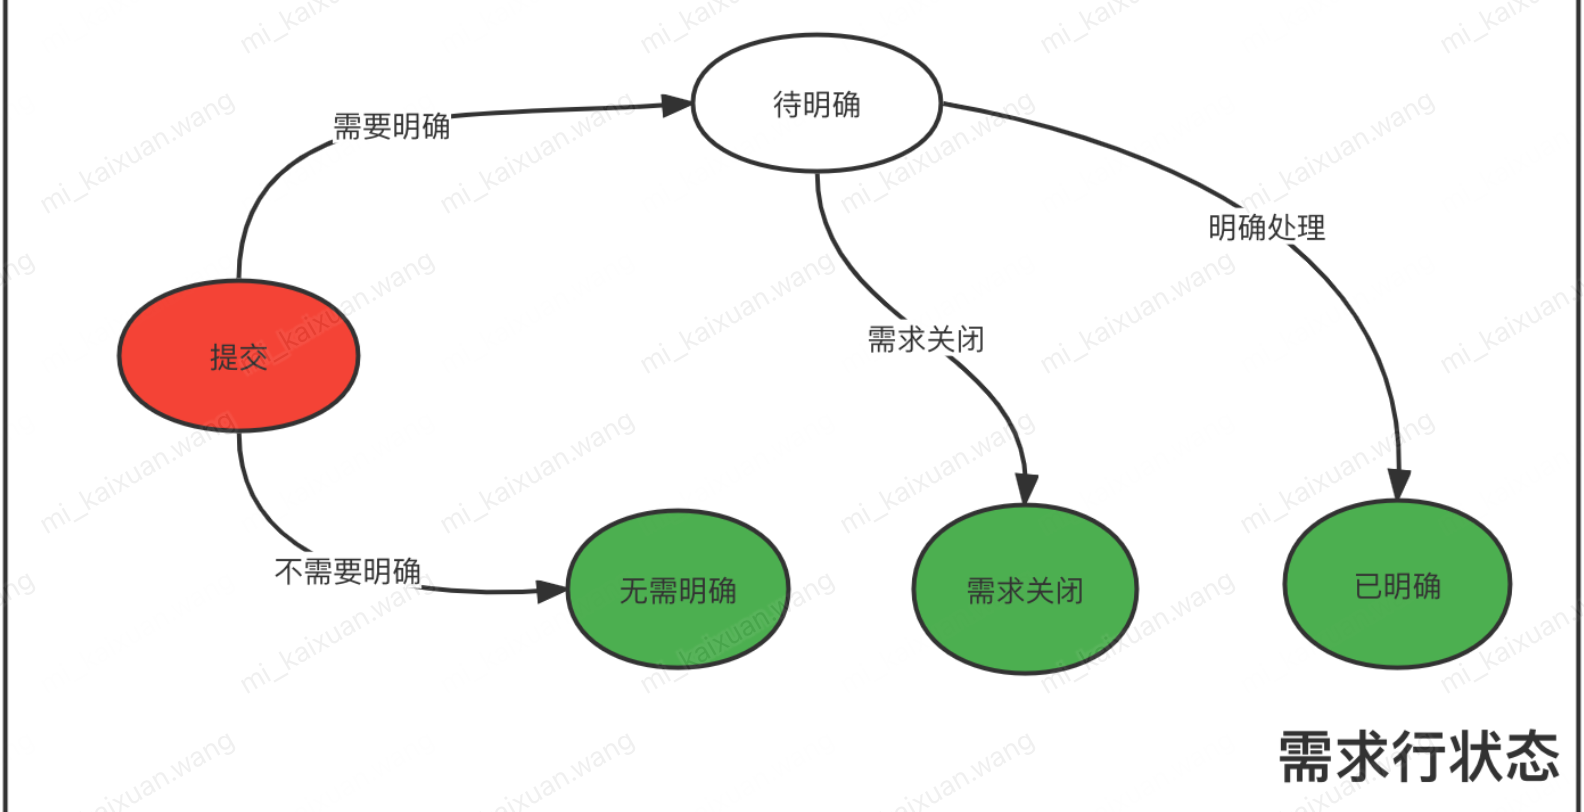 待明确
需要明确
明确处理
需求关闭
提交
不需要明确
无需明确
需求关闭
已明确
需求行状态
mi_kaixuan.wang